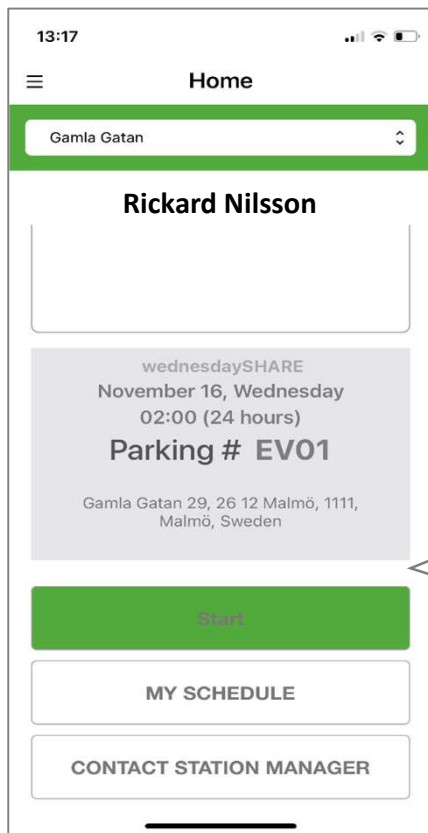 13:17
Home
Gamla Gatan
Rickard Nilsson
wednesdaySHARE
November 16, Wednesday
02:00 (24 hours)
Parking # EV01
Gamla Gatan 29, 26 12 Malmö, 1111,
Malmö, Sweden
Start
MY SCHEDULE
CONTACT STATION MANAGER